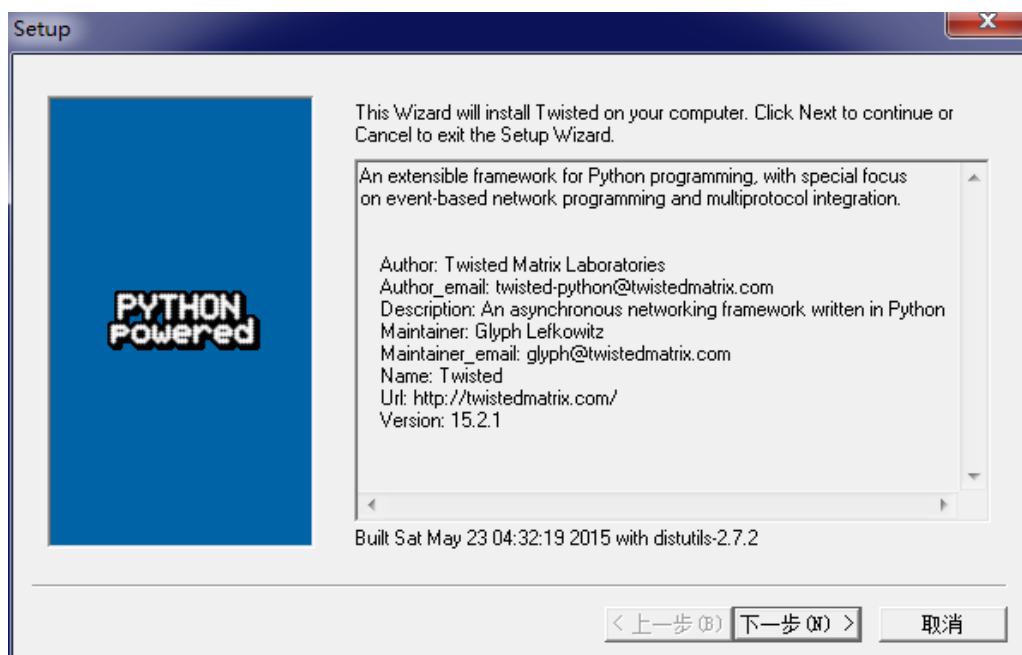 Setup
This Wizard will install Twisted on your computer. Click Next to continue or
Cancel to exit the Setup Wizard.
An extensible framework for Python programming, with special focus
on event-based network programming and multiprotocol integration.
Author: Twisted Matrix Laboratories
Author_email: twisted-python@twistedmatrix.com
Description: An asynchronous networking framework written in Python
Maintainer: Glyph Lefkowitz
Maintainer_email: glyph@twistedmatrix.com
Name: Twisted
Url: http://twistedmatrix.com/
Version: 15.2.1
PYTHON
Powered
Built Sat May 23 04:32:19 2015 with distutils-2.7.2
< 上一步(B)
下一步(N) >
取消